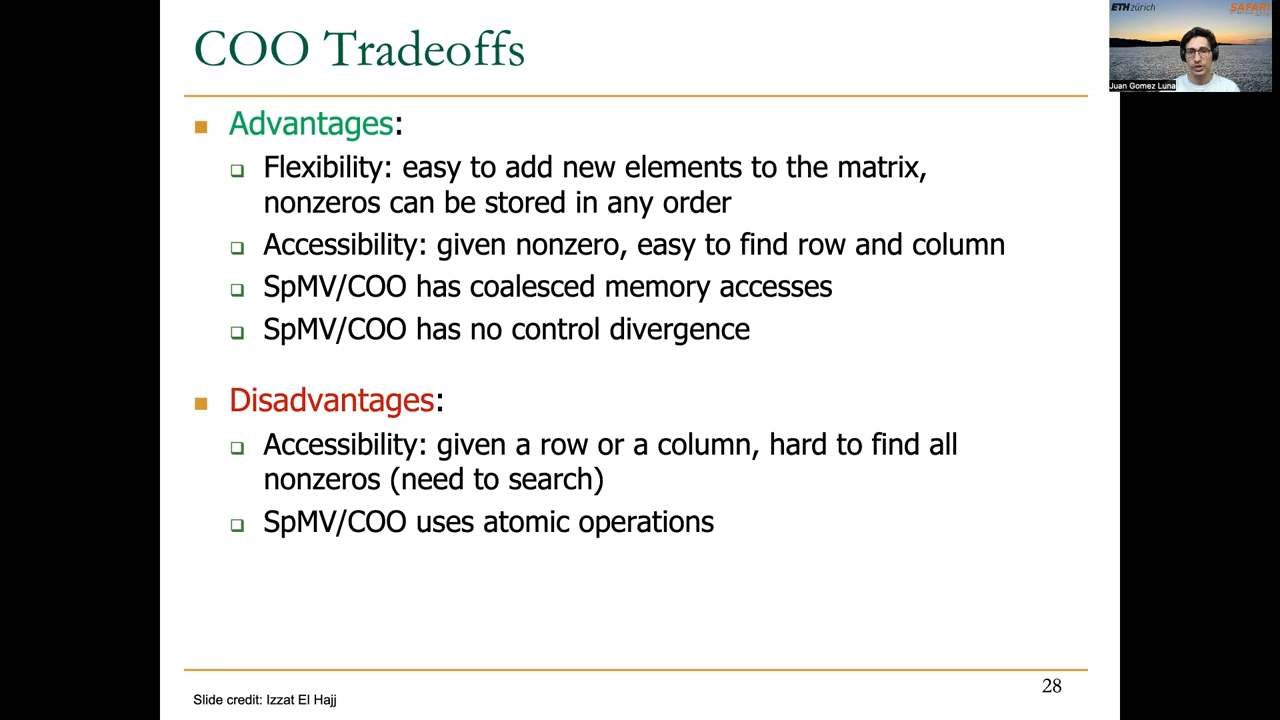 COO Tradeoffs
ETH zürich
SAFARI
Juan Gomez Luna
Advantages:
Flexibility: easy to add new elements to the matrix,
nonzeros can be stored in any order
Accessibility: given nonzero, easy to find row and column
SpMV/COO has coalesced memory accesses
SpMV/COO has no control divergence
Disadvantages:
Accessibility: given a row or a column, hard to find all
nonzeros (need to search)
SpMV/COO uses atomic operations
Slide credit: Izzat El Hajj
28